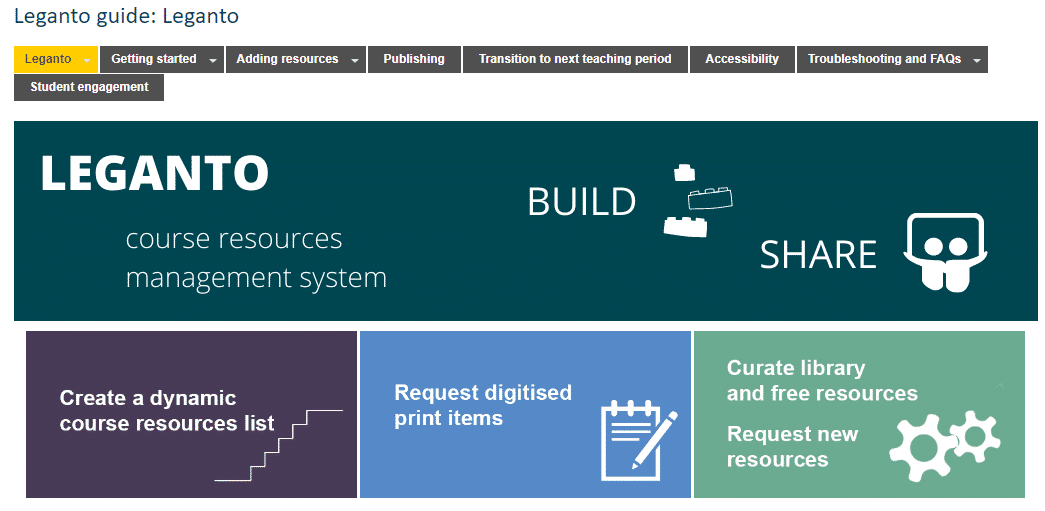 Leganto guide: Leganto
Leganto
Getting started
Adding resources
Publishing
Transition to next teaching period
Accessibility
Troubleshooting and FAQs
Student engagement
LEGANTO
course resources
management system
BUILD
SHARE
Create a dynamic
course resources list
Request digitised
print items
Curate library
and free resources
Request new
resources